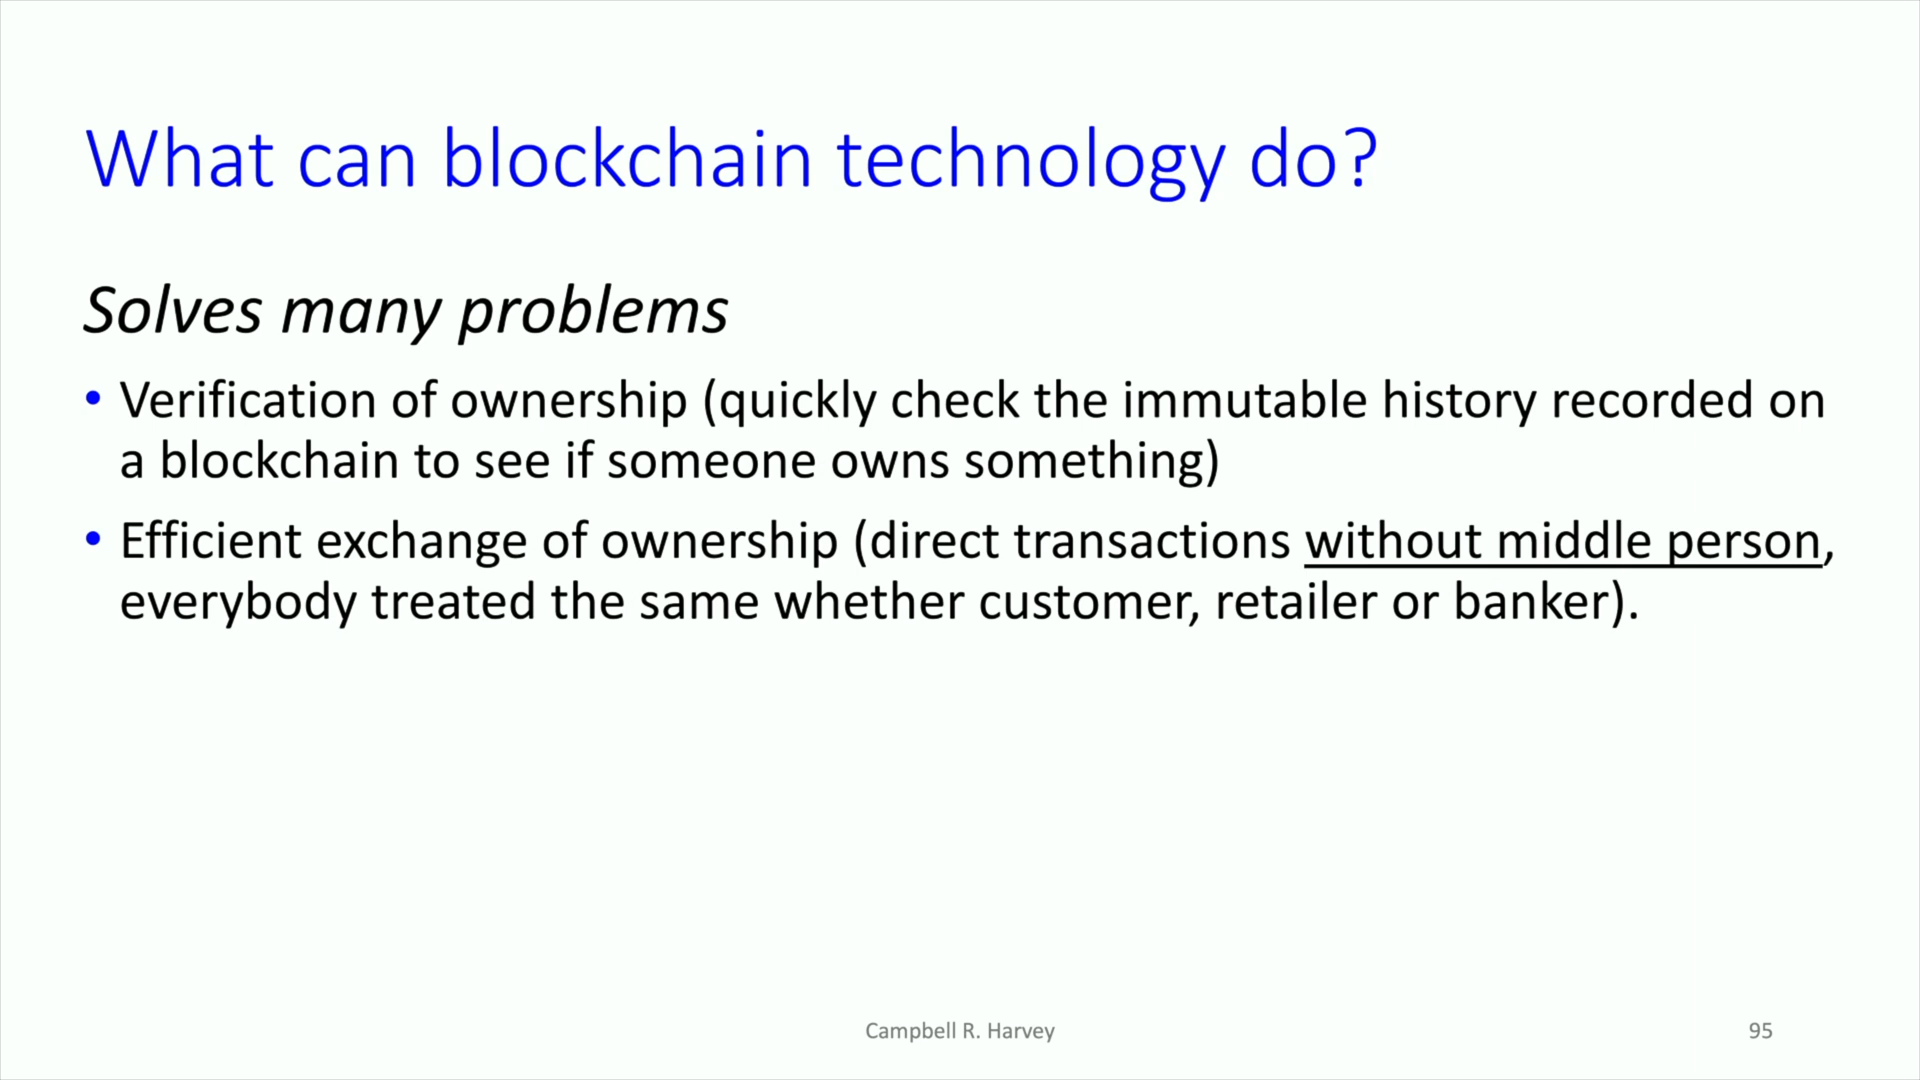 What can blockchain technology do?
Solves many problems
• Verification of ownership (quickly check the immutable history recorded on
a blockchain to see if someone owns something)
• Efficient exchange of ownership (direct transactions without middle person,
everybody treated the same whether customer, retailer or banker).
Campbell R. Harvey
95